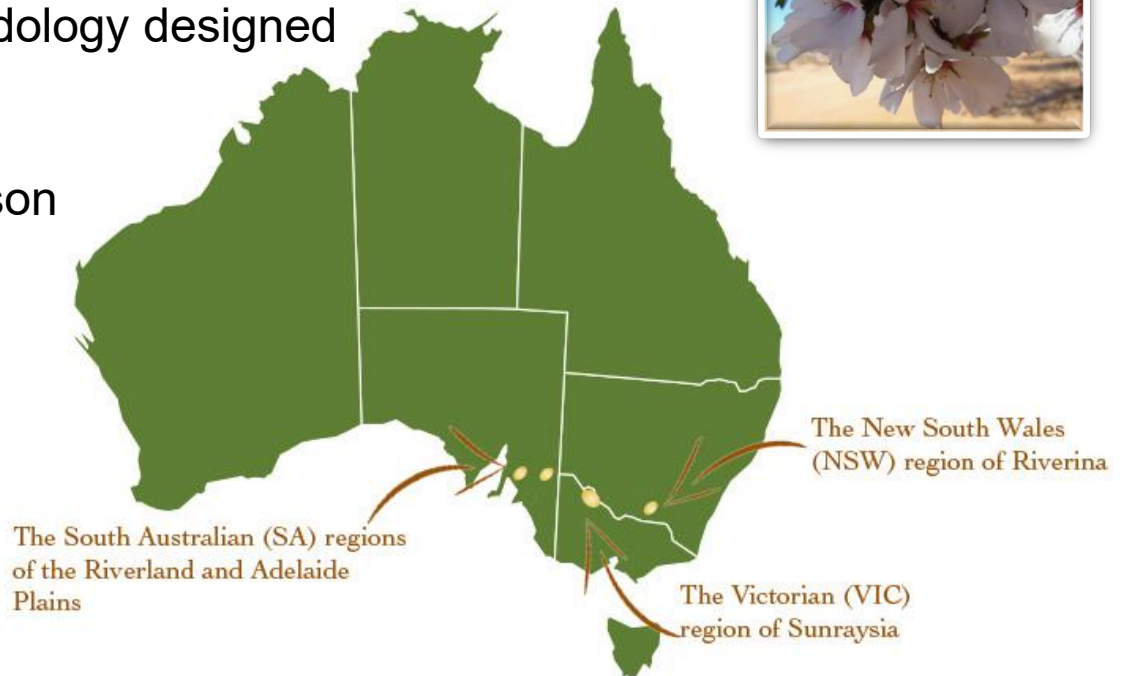 dology designed
son
The New South Wales
(NSW) region of Riverina
The South Australian (SA) regions
of the Riverland and Adelaide
Plains
The Victorian (VIC)
region of Sunraysia